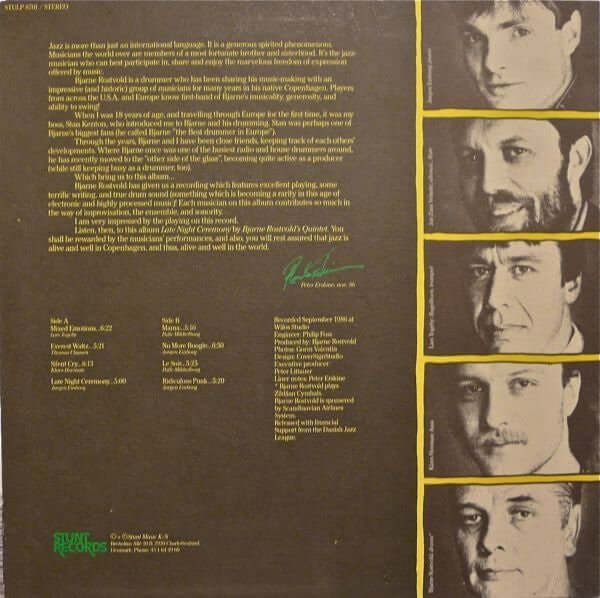 STULP 8701 / STEREO
Jazz is more than just an international language. It is a generous spirited phenomenons.
Musicians the world over are members of a most fortunate brother and sisterhood. It's the jazz
musician who can best participate in, share and enjoy the marvelous freedom of expression
offered by music.
Bjarne Rostvold is a drummer who has been sharing his music-making with an
impressive (and historic) group of musicians for many years in his native Copenhagen. Players
from across the U.S.A. and Europe know first-hand of Bjarne's musicality, generosity, and
ability to swing!
When I was 18 years of age, and travelling through Europe for the first time, it was my
boss, Stan Kenton, who introduced me to Bjarne and his drumming. Stan was perhaps one of
Bjarne's biggest fans (he called Bjarne "the Best drummer in Europe").
Through the years, Bjarne and I have been close friends, keeping track of each others'
developments. Where Bjarne once was one of the busiest radio and house drummers around,
he has recently moved to the "other side of the glass", becoming quite active as a producer
(while still keeping busy as a drummer, too).
Which bring us to this album...
Bjarne Rostvold has given us a recording which features excellent playing, some
terrific writing, and true drum sound (something which is becoming a rarity in this age of
electronic and highly processed music)! Each musician on this album contributes so much in
the way of improvisation, the ensemble, and sonority.
I am very impressed by the playing on this record.
Listen, then, to this album Late Night Ceremony by Bjarne Rostvold's Quintet. You
shall be rewarded by the musicians' performances, and also, you will rest assured that jazz is
alive and well in Copenhagen, and thus, alive and well in the world.
Peter Erskine, nov. 86
Side A
Mixed Emotions...6:22
Lars Togeby
Ernest Waltz...5:21
Thomas Clausen
Silent Cry...6:13
Klavs Hovman
Late Night Ceremony...5:00
Jørgen Emborg
Side B
Mama...5:16
Palle Mikkelborg
No More Boogie...6:30
Jørgen Emborg
Le Soir...5:25
Palle Mikkelborg
Ridiculous Punk...5:20
Jørgen Emborg
Recorded September 1986 at
Wifos Studio
Engineer: Philip Foss
Produced by: Bjarne Rostvold
Photos: Gorm Valentin
Design: CoverSignStudio
Executive producer
Peter Littauer
Liner notes: Peter Erskine
* Bjarne Rostvold plays
Zildjian Cymbals.
Bjarne Rostvold is sponsored
by Scandinavian Airlines
System.
Released with financial
Support from the Danish Jazz
League.
STUNT
RECORDS
Stunt Music K/S